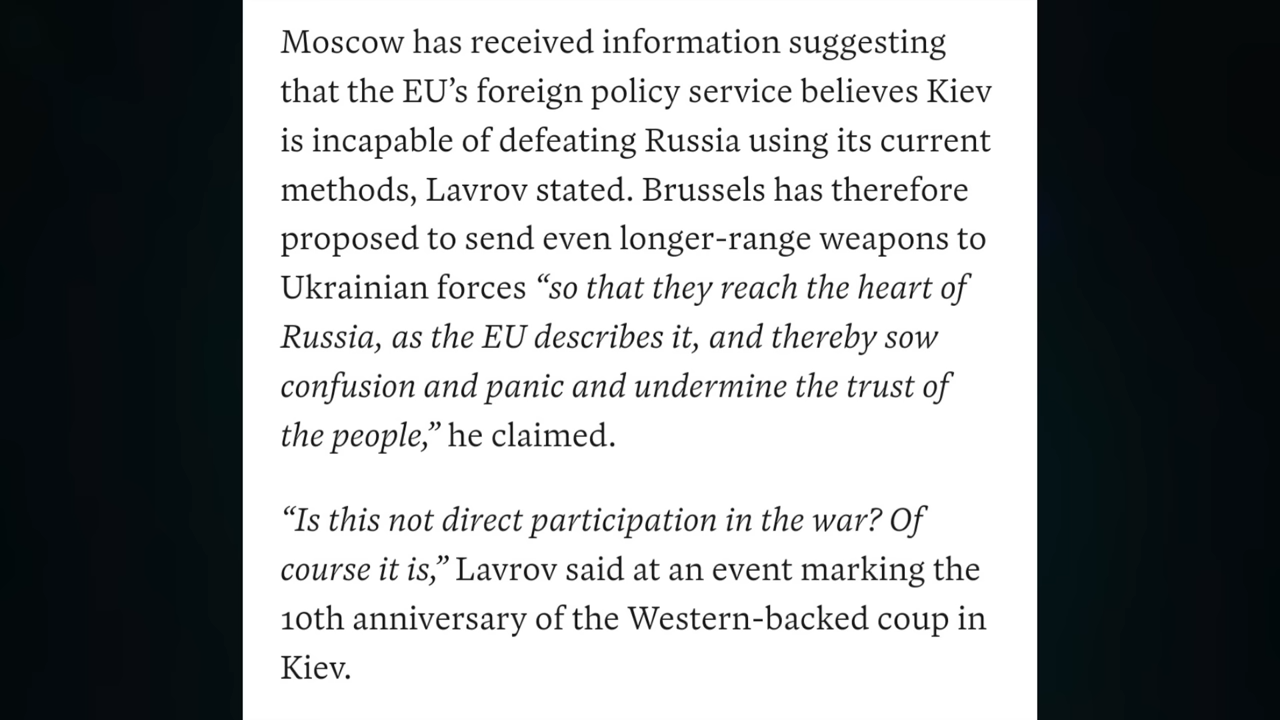 Moscow has received information suggesting
that the EU’s foreign policy service believes Kiev
is incapable of defeating Russia using its current
methods, Lavrov stated. Brussels has therefore
proposed to send even longer-range weapons to
Ukrainian forces “so that they reach the heart of
Russia, as the EU describes it, and thereby sow
confusion and panic and undermine the trust of
the people,” he claimed.
“Is this not direct participation in the war? Of
course it is,” Lavrov said at an event marking the
10th anniversary of the Western-backed coup in
Kiev.